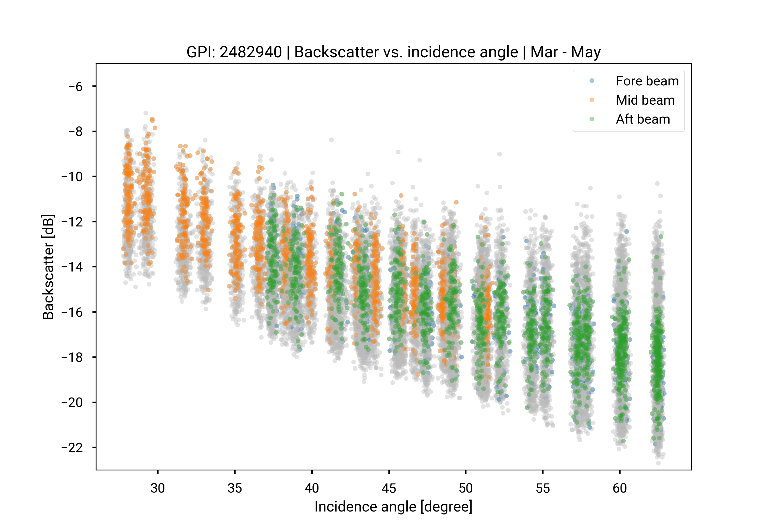 GPI: 2482940 | Backscatter vs. incidence angle | Mar - May
Fore beam
Mid beam
Aft beam
Backscatter [dB]
−6
−8
−10
−12
−14
−16
−18
−20
−22
30 35 40 45 50 55 60
Incidence angle [degree]